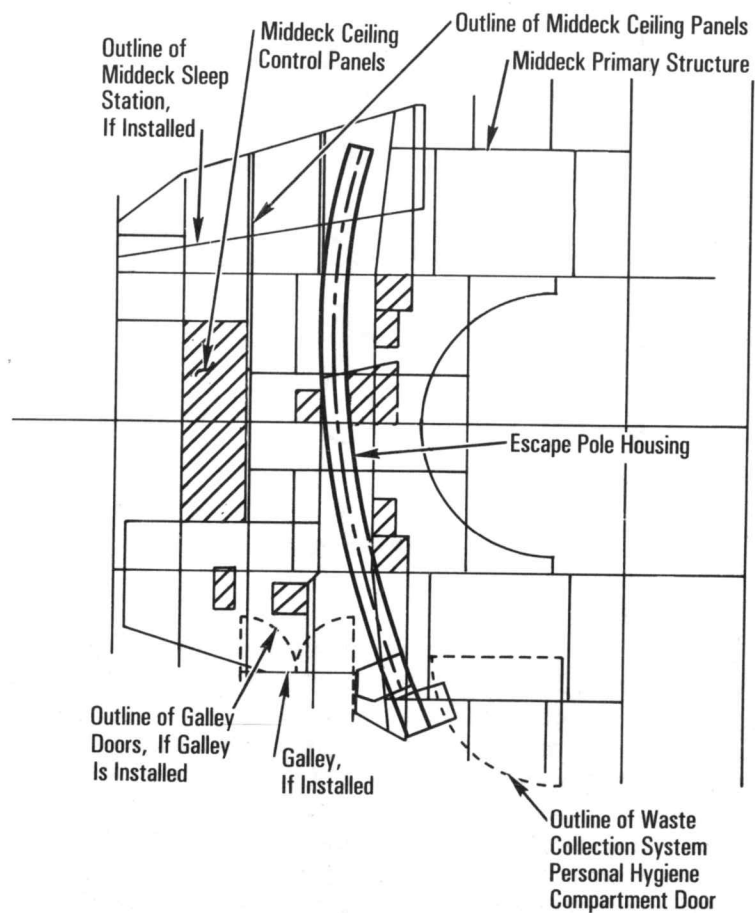 Outline of
Middeck Sleep
Station,
If Installed
Middeck Ceiling
Control Panels
Outline of Middeck Ceiling Panels
Middeck Primary Structure
Escape Pole Housing
Outline of Galley
Doors, If Galley
Is Installed
Galley,
If Installed
Outline of Waste
Collection System
Personal Hygiene
Compartment Door